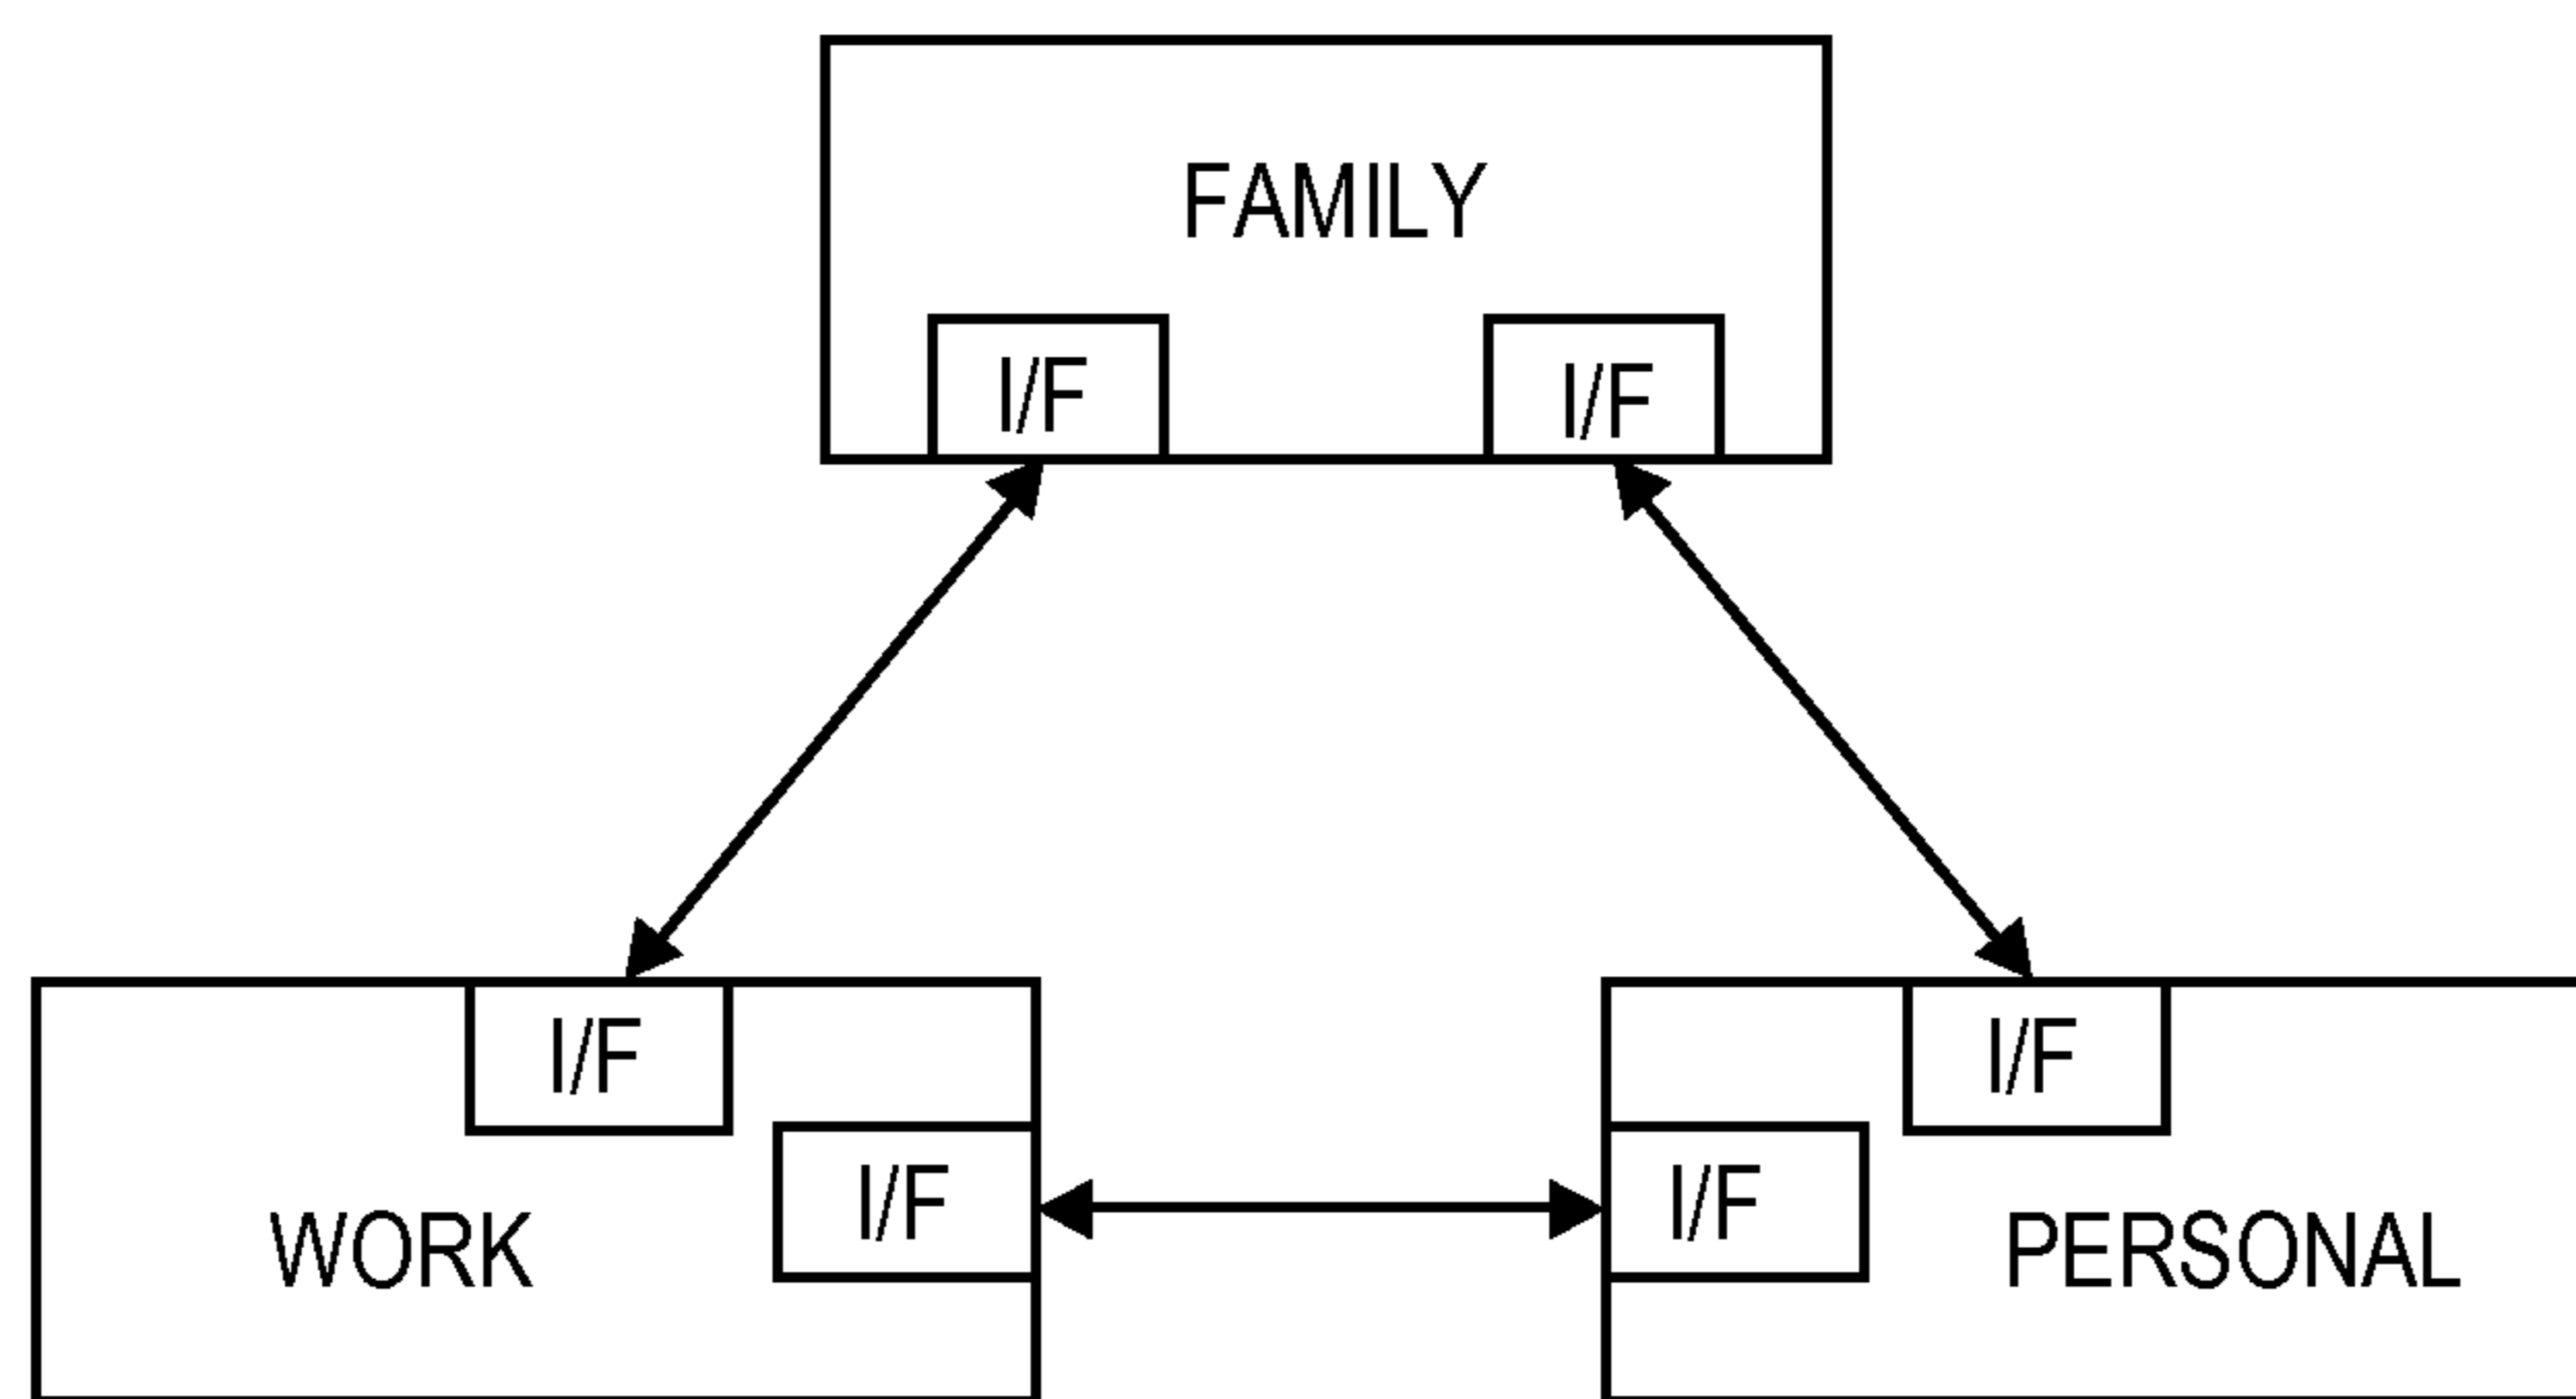 FAMILY
I/F
I/F
I/F
I/F
WORK
I/F
I/F
PERSONAL